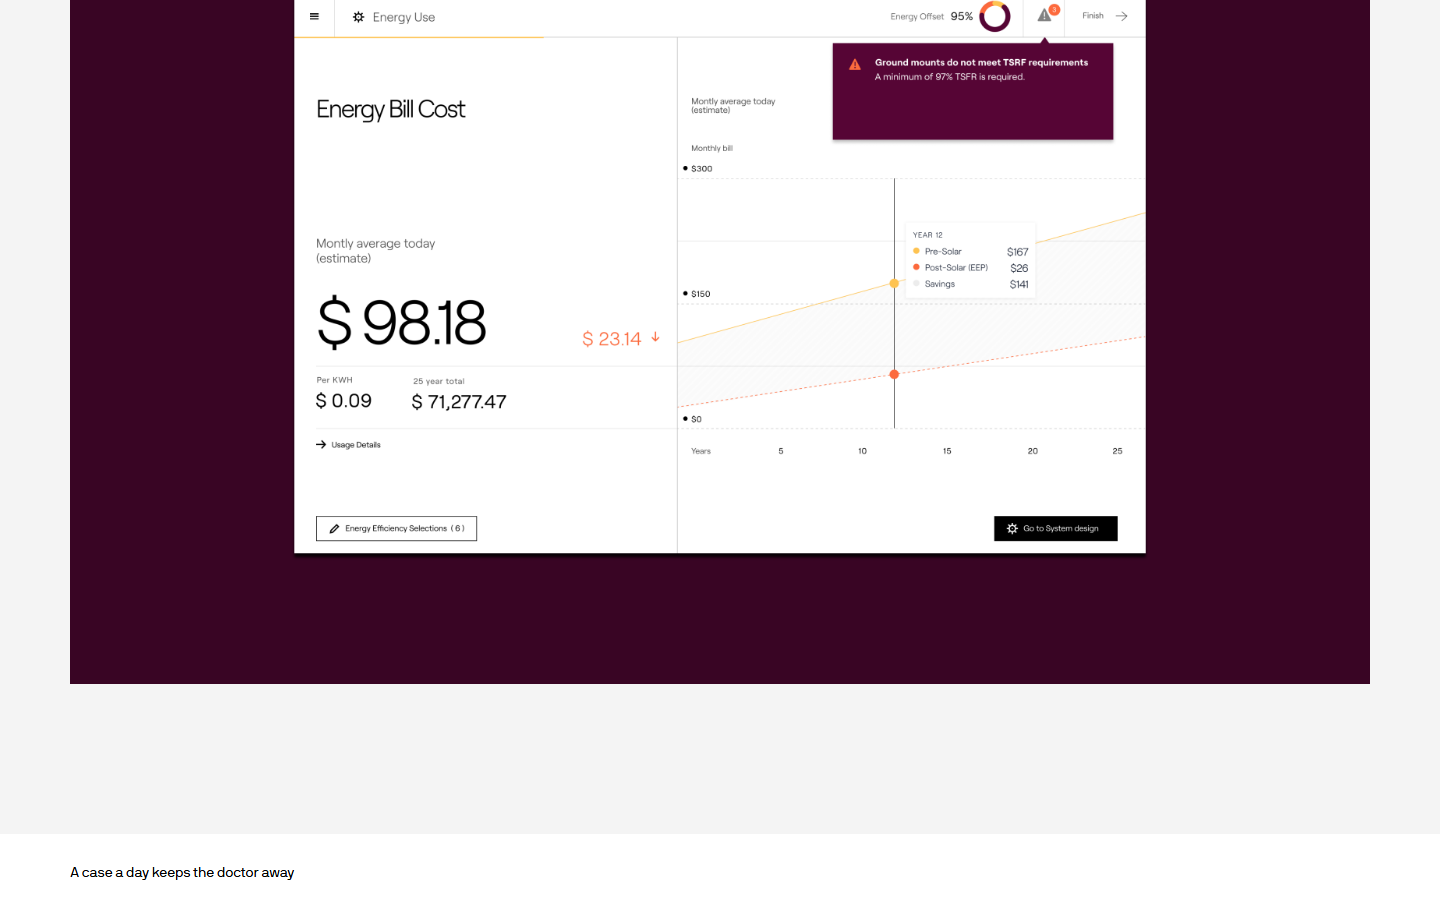 Energy Use
Energy Offset 95%
3
Finish
Ground mounts do not meet TSRF requirements
A minimum of 97% TSFR is required.
Energy Bill Cost
Montly average today
(estimate)
$ 98.18
$ 23.14
Per KWH
$ 0.09
25 year total
$ 71,277.47
Usage Details
Energy Efficiency Selections ( 6 )
Montly average today
(estimate)
Monthly bill
$300
YEAR 12
Pre-Solar $167
Post-Solar (EEP) $26
Savings $141
$150
$0
Years 5 10 15 20 25
Go to System design
A case a day keeps the doctor away